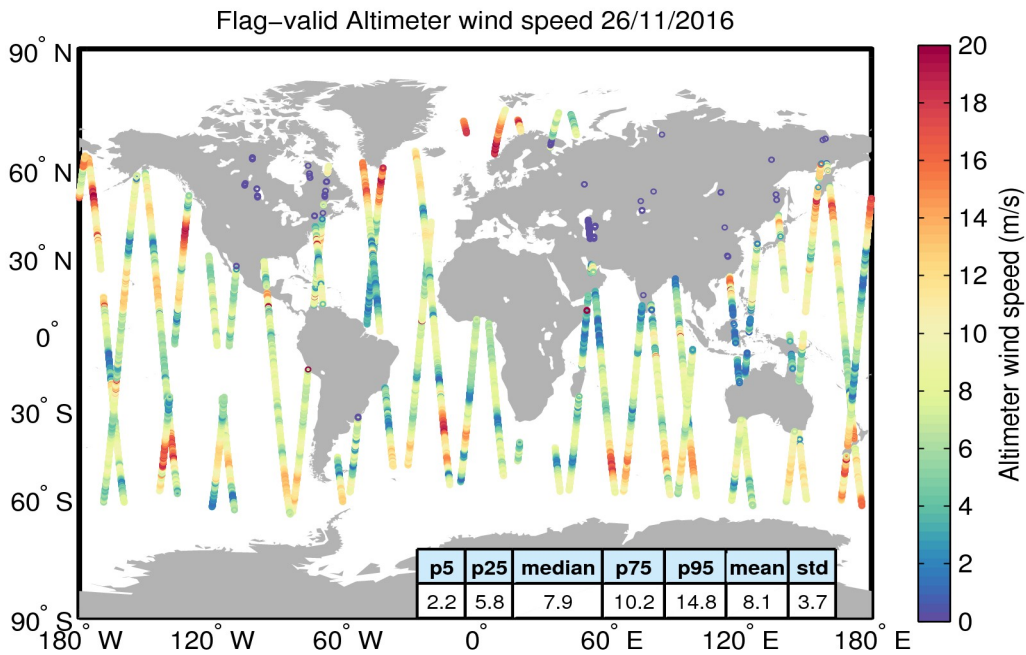 Flag−valid Altimeter wind speed 26/11/2016
90° N
60° N
30° N
0°
30° S
60° S
90° S
180° W
120° W
60° W
0°
60° E
120° E
180° E
p5 p25 median p75 p95 mean std
2.2 5.8 7.9 10.2 14.8 8.1 3.7
20
18
16
14
12
10
8
6
4
2
0
Altimeter wind speed (m/s)